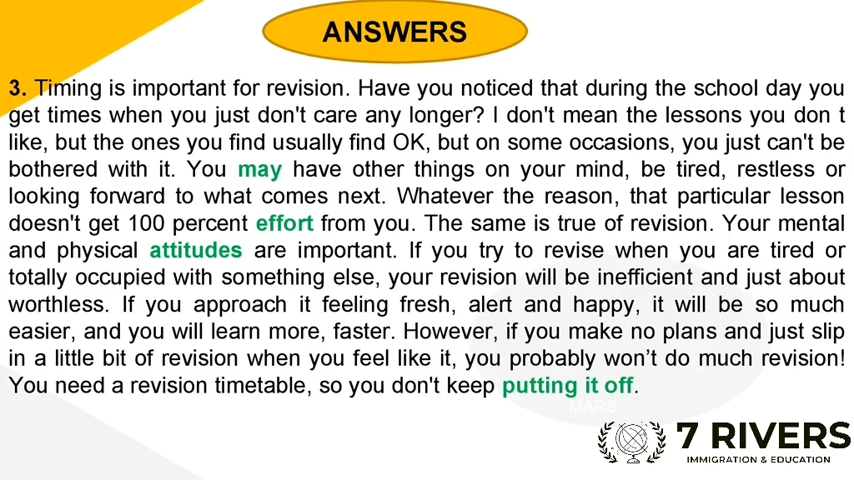 ANSWERS
3. Timing is important for revision. Have you noticed that during the school day you
get times when you just don't care any longer? I don't mean the lessons you don t
like, but the ones you find usually find OK, but on some occasions, you just can't be
bothered with it. You may have other things on your mind, be tired, restless or
looking forward to what comes next. Whatever the reason, that particular lesson
doesn't get 100 percent effort from you. The same is true of revision. Your mental
and physical attitudes are important. If you try to revise when you are tired or
totally occupied with something else, your revision will be inefficient and just about
worthless. If you approach it feeling fresh, alert and happy, it will be so much
easier, and you will learn more, faster. However, if you make no plans and just slip
in a little bit of revision when you feel like it, you probably won’t do much revision!
You need a revision timetable, so you don't keep putting it off.
MARS
7 RIVERS
IMMIGRATION & EDUCATION